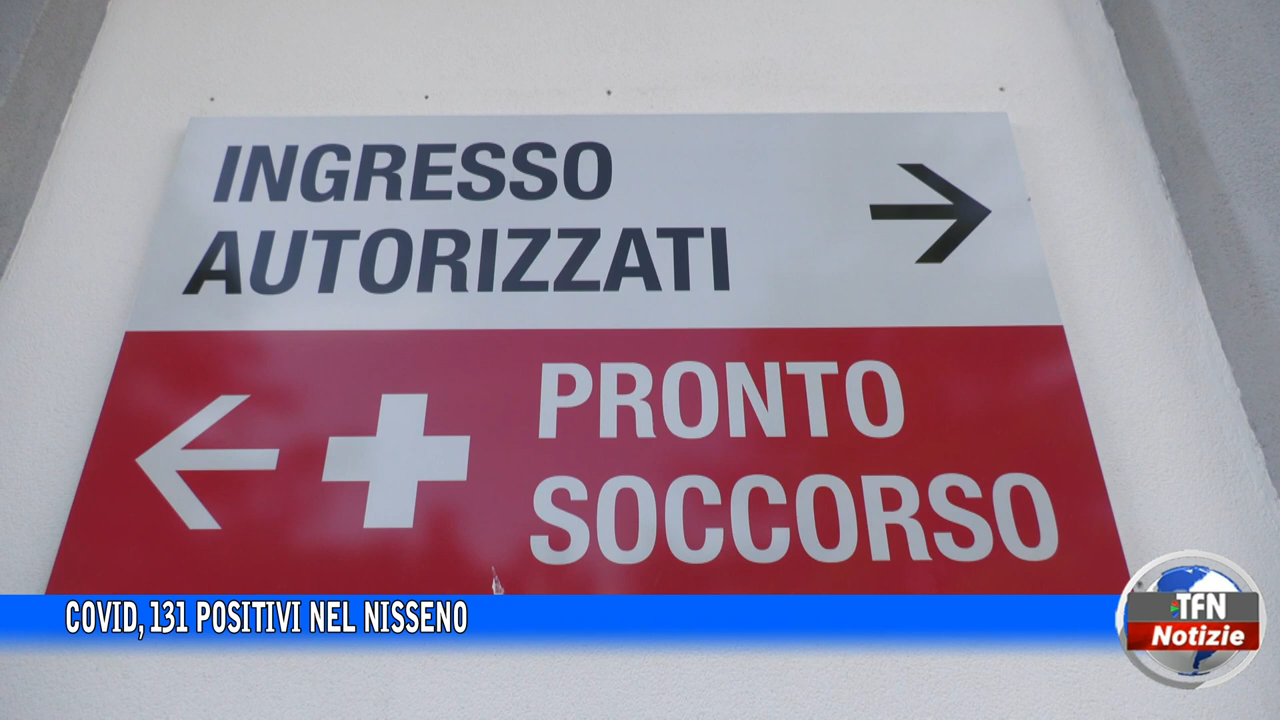 INGRESSO
AUTORIZZATI
PRONTO
SOCCORSO
COVID, 131 POSITIVI NEL NISSENO
TFN
Notizie